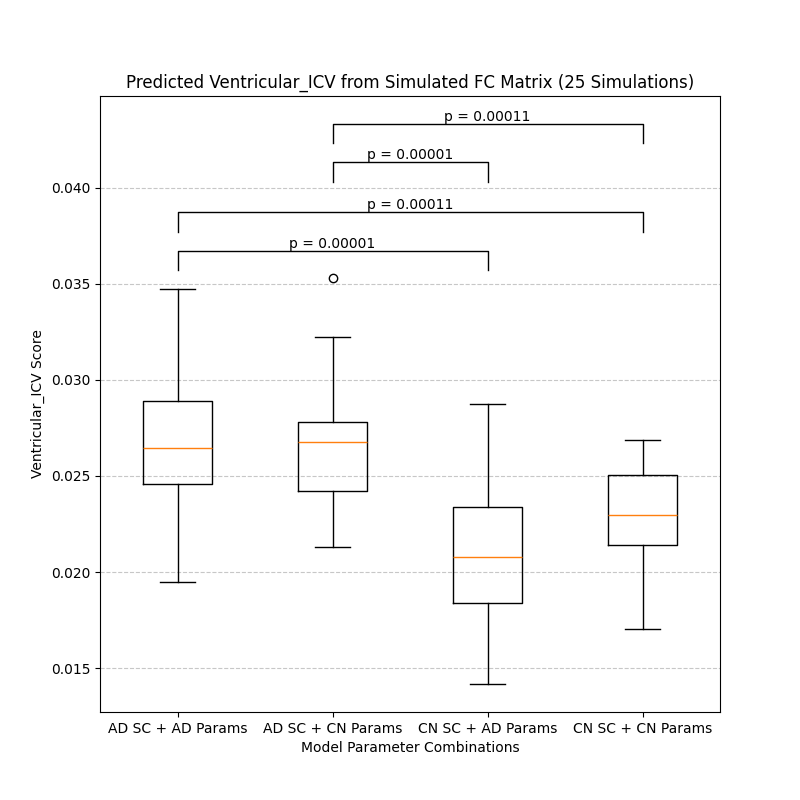 Predicted Ventricular_ICV from Simulated FC Matrix (25 Simulations)
p = 0.00011
p = 0.00001
p = 0.00011
p = 0.00001
0.040
0.035
0.030
0.025
0.020
0.015
Ventricular_ICV Score
AD SC + AD Params
AD SC + CN Params
CN SC + AD Params
CN SC + CN Params
Model Parameter Combinations